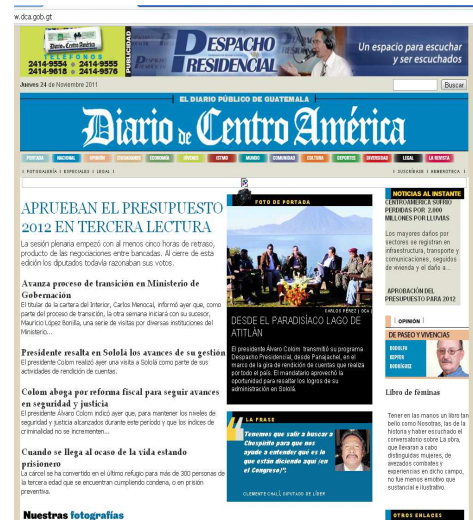 w.dca.gob.gt
Diario de Centro América
TELÉFONOS
2414-9554 2414-9555
2414-9618 2414-9576
PUBLICIDAD
DESPACHO
RESIDENCIAL
Un espacio para escuchar
y ser escuchados
Jueves 24 de Noviembre 2011
Buscar
EL DIARIO PÚBLICO DE GUATEMALA
Diario de Centro América
PORTADA NACIONAL OPINIÓN ECONOMÍA ISTMO MUNDO COMUNIDAD CULTURA DEPORTES DIVERSIDAD LEGAL LA REVISTA
| FOTOGALERÍA | ESPECIALES | LEGAL |
| SUSCRÍBASE | HEMEROTECA |
APRUEBAN EL PRESUPUESTO
2012 EN TERCERA LECTURA
La sesión plenaria empezó con al menos cinco horas de retraso,
producto de las negociaciones entre bancadas. Al cierre de esta
edición los diputados todavía razonaban sus votos.
Avanza proceso de transición en Ministerio de
Gobernación
El titular de la cartera del Interior, Carlos Menocal, informó ayer que, como
parte del proceso de transición, la otra semana iniciará con su sucesor,
Mauricio López Bonilla, una serie de visitas por diversas instituciones del
Ministerio...
Presidente resalta en Sololá los avances de su gestión
El presidente Colom realizó ayer una visita a Sololá como parte de sus
actividades de rendición de cuentas.
Colom aboga por reforma fiscal para seguir avances
en seguridad y justicia
El presidente Álvaro Colom indicó ayer que, para mantener los niveles de
seguridad y justicia alcanzados durante este período y que los índices de
criminalidad no se incrementen...
Cuando se llega al ocaso de la vida estando
prisionero
La cárcel se ha convertido en el último refugio para más de 300 personas de
la tercera edad que se encuentran cumpliendo condena, o en prisión
preventiva.
Nuestras fotografías
FOTO DE PORTADA
CARLOS PÉREZ | DCA |
DESDE EL PARADISÍACO LAGO DE
ATITLÁN
El presidente Álvaro Colom transmitió su programa
Despacho Presidencial, desde Panajachel, en el
marco de la gira de rendición de cuentas que realiza
por todo el país. El mandatario aprovechó la
oportunidad para resaltar los logros de su
administración en Sololá.
LA FRASE
Tenemos que salir a buscar a
Chespirito para que nos
ayude a entender qué es lo
que están diciendo aquí (en
el Congreso)".
CLEMENTE CHALÍ, DIPUTADO DE LÍDER
NOTICIAS AL INSTANTE
CENTROAMÉRICA SUFRIÓ
PÉRDIDAS POR 2,000
MILLONES POR LLUVIAS
Los mayores daños por
sectores se registran en
infraestructura, transporte y
comunicaciones, seguidos
de vivienda y el daño a...
APROBACIÓN DEL
PRESUPUESTO PARA 2012
| OPINIÓN |
DE PASEO Y VIVENCIAS
RODOLFO
RODRÍGUEZ
Libro de féminas
Tener en las manos un libro tan
bello como Nosotras, las de la
historia y haber escuchado el
conversatorio sobre La obra,
que llevaran a cabo
distinguidas mujeres, de
avezados combates y
experiencias en dicho campo,
no fue menos emotivo que
sustancial e ilustrativo.
OTROS ENLACES